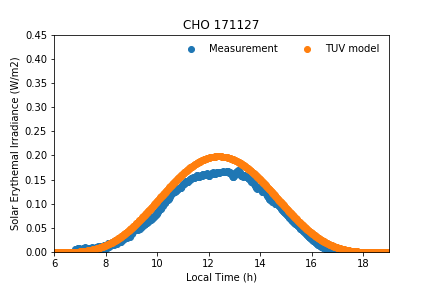 CHO 171127
Measurement TUV model
Solar Erythemal Irradiance (W/m2)
0.45
0.40
0.35
0.30
0.25
0.20
0.15
0.10
0.05
0.00
6 8 10 12 14 16 18
Local Time (h)